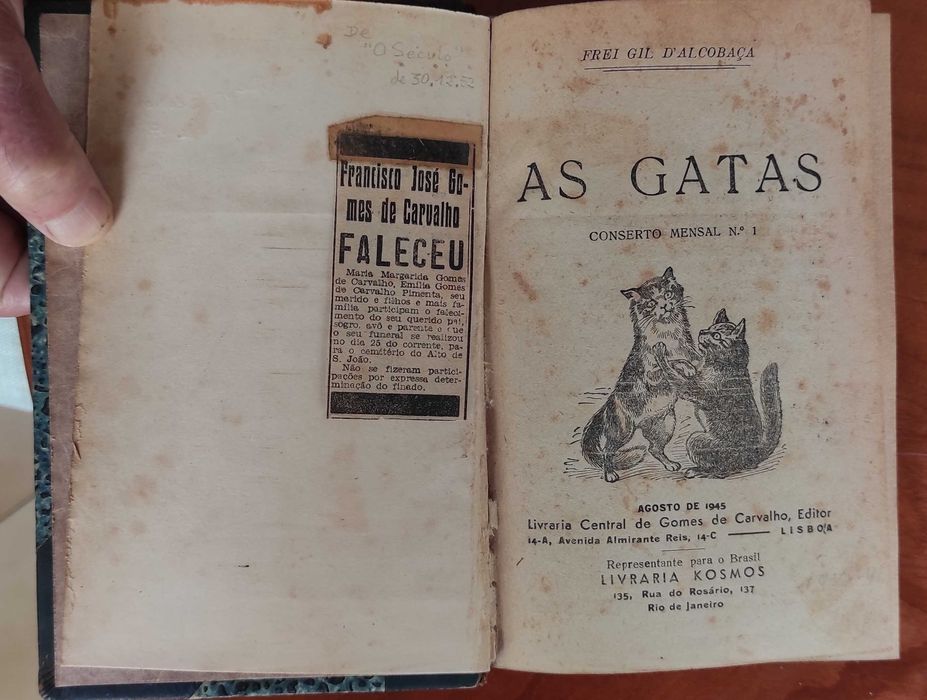 De
"O Século"
de 30.12.52
Francisco José Go-
mes de Carvalho
FALECEU
Maria Margarida Gomes
de Carvalho, Emília Gomes
de Carvalho Pimenta, seu
marido e filhos e mais fa-
mília participam o faleci-
mento do seu querido pai,
sogro, avô e parente e que
o seu funeral se realizou
no dia 25 do corrente, pa-
ra o cemitério do Alto de
S. João.
Não se fizeram partici-
pações por expressa deter-
minação do finado.
FREI GIL D'ALCOBAÇA
AS GATAS
CONSERTO MENSAL N.º 1
AGOSTO DE 1945
Livraria Central de Gomes de Carvalho, Editor
14-A, Avenida Almirante Reis, 14-C —— LISBOA
Representante para o Brasil
LIVRARIA KOSMOS
135, Rua do Rosário, 137
Rio de Janeiro